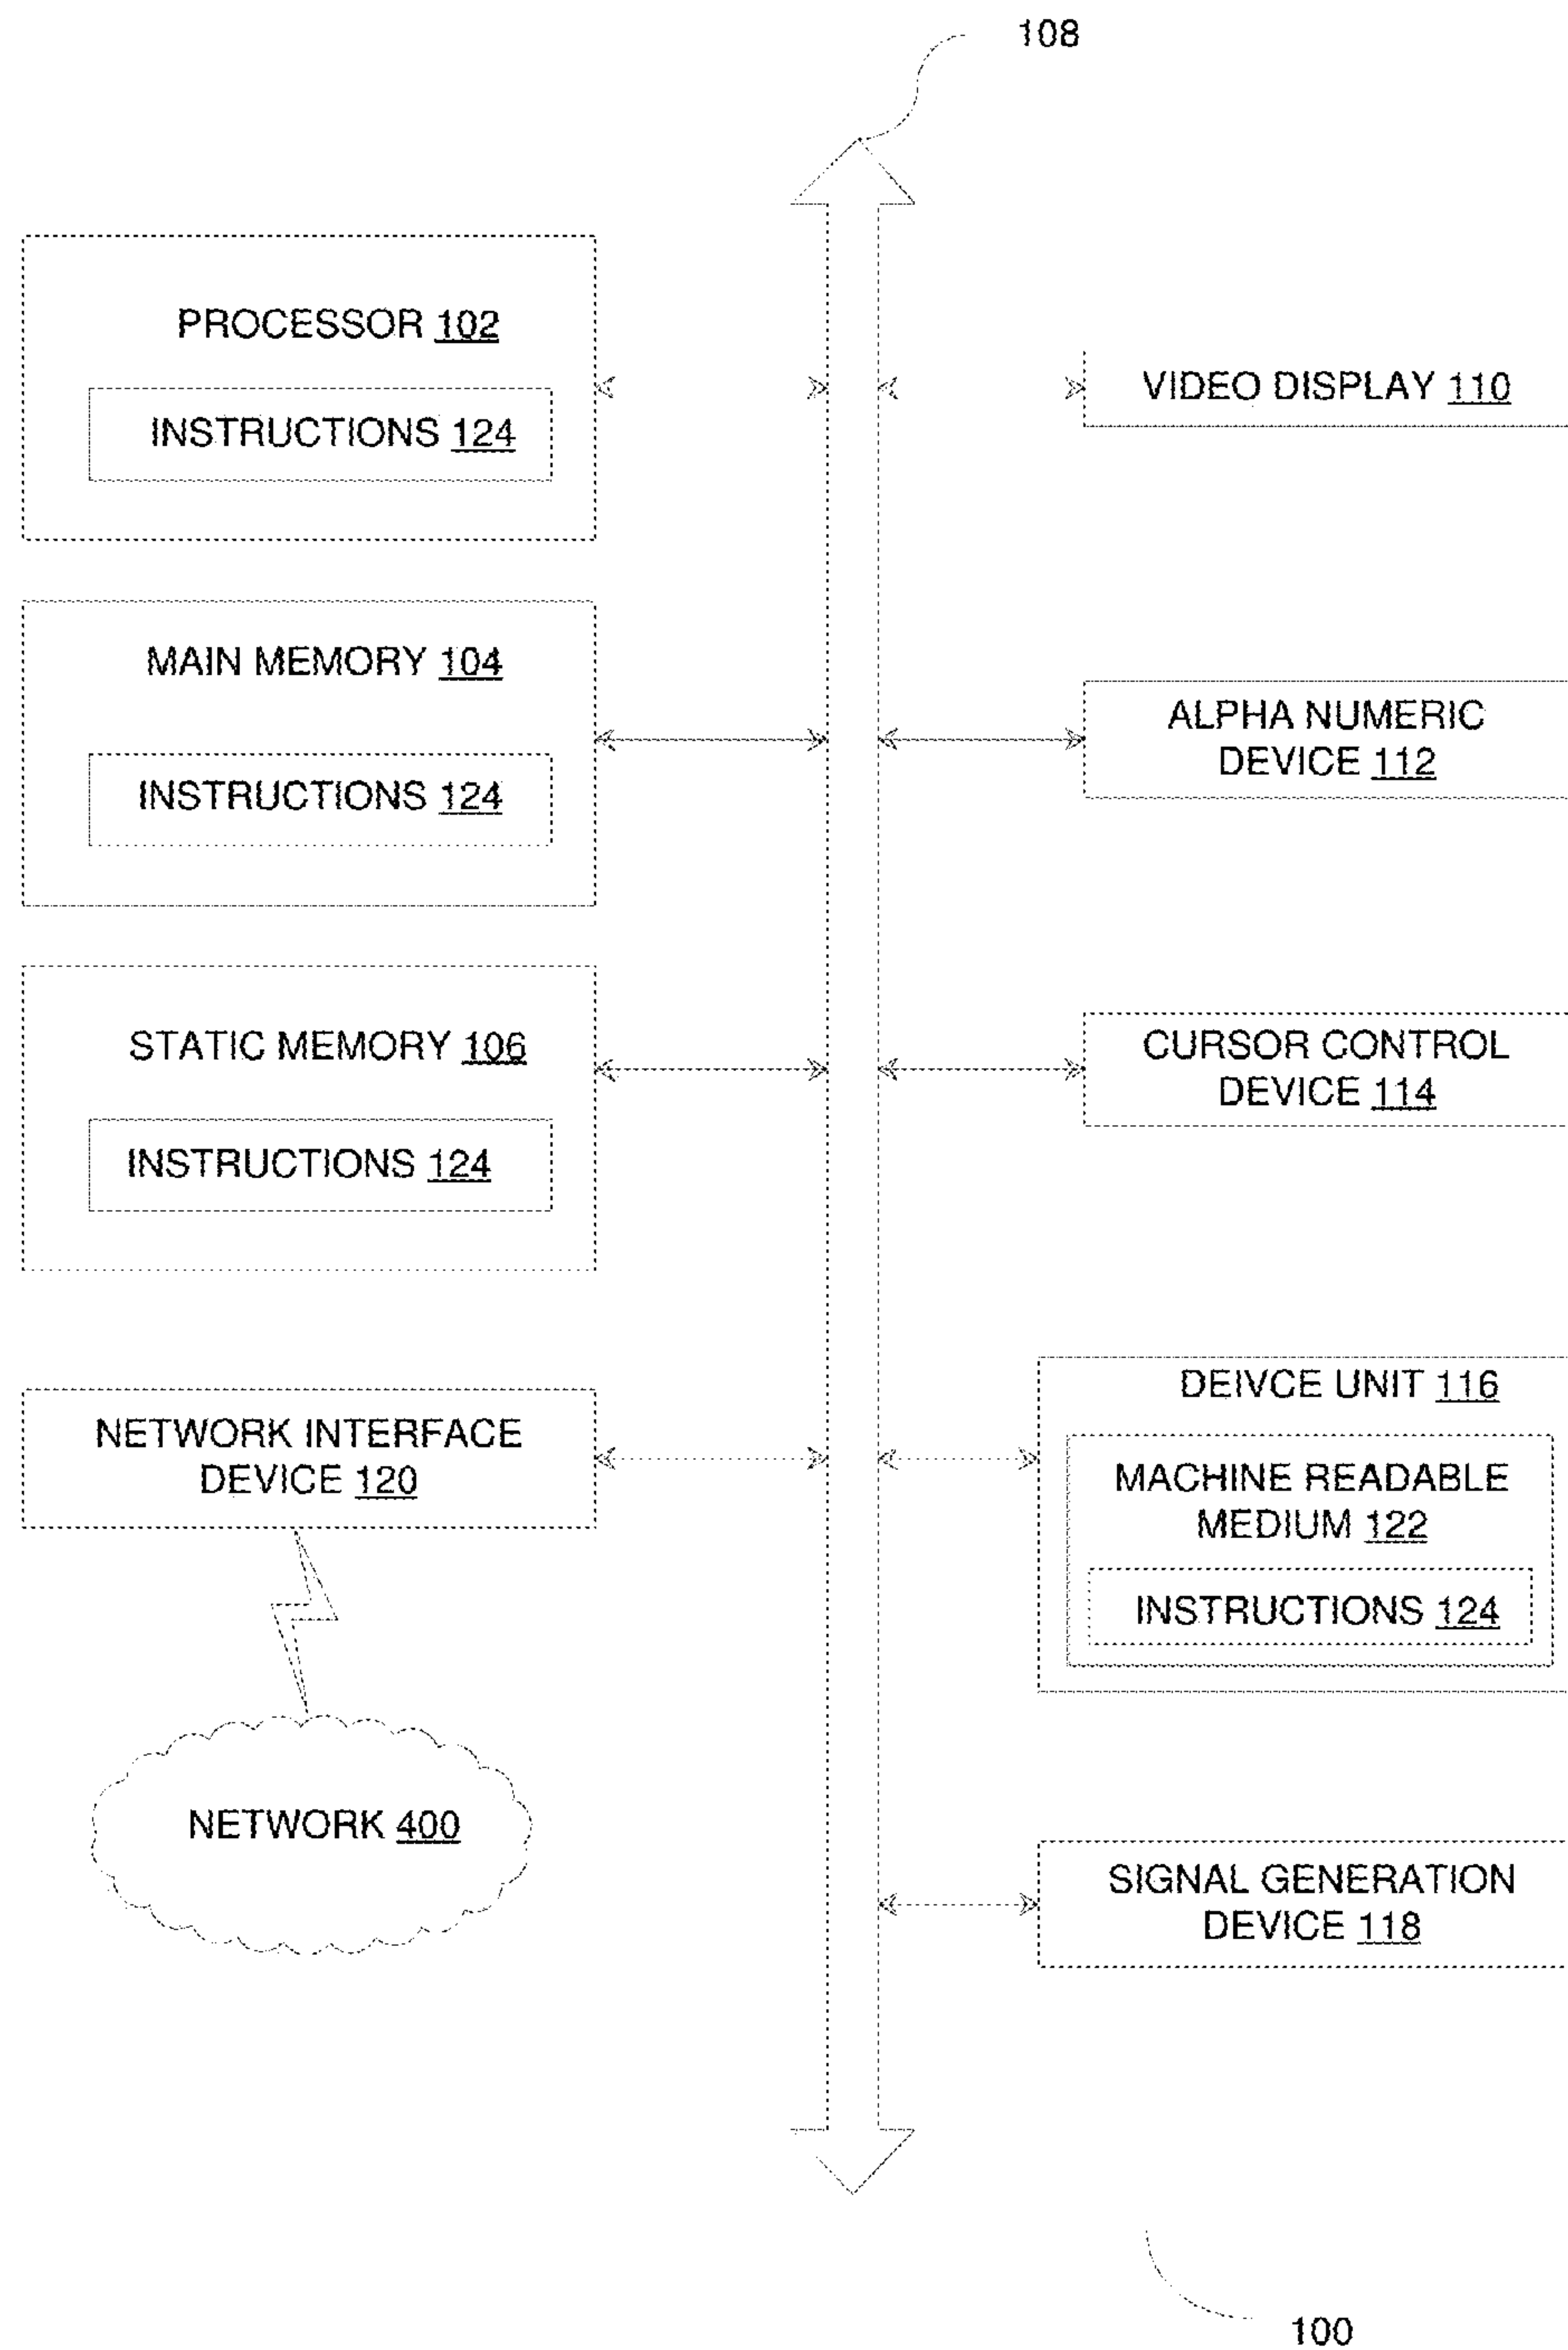 108
PROCESSOR 102
INSTRUCTIONS 124
VIDEO DISPLAY 110
MAIN MEMORY 104
INSTRUCTIONS 124
ALPHA NUMERIC
DEVICE 112
STATIC MEMORY 106
INSTRUCTIONS 124
CURSOR CONTROL
DEVICE 114
NETWORK INTERFACE
DEVICE 120
DEIVCE UNIT 116
MACHINE READABLE
MEDIUM 122
INSTRUCTIONS 124
NETWORK 400
SIGNAL GENERATION
DEVICE 118
100